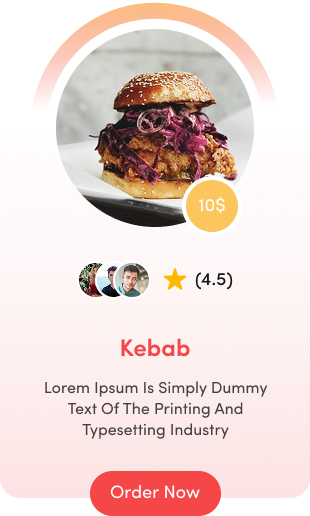 10$
(4.5)
Kebab
Lorem Ipsum Is Simply Dummy
Text Of The Printing And
Typesetting Industry
Order Now